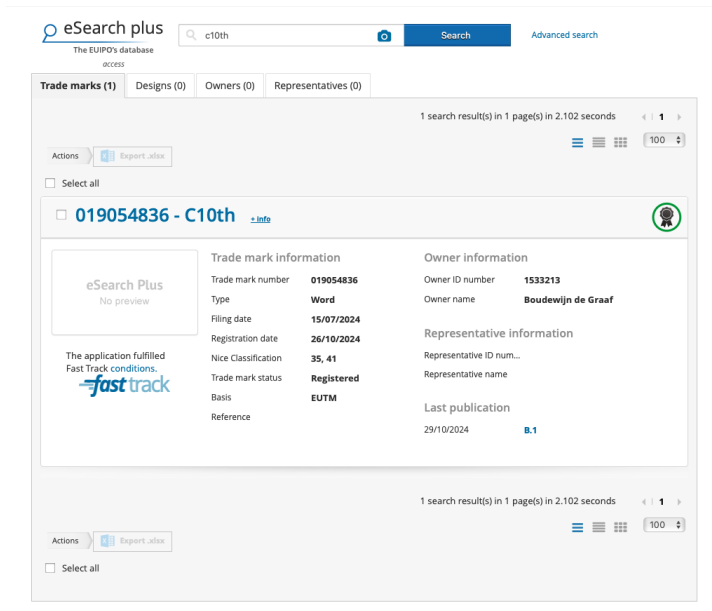 eSearch plus
The EUIPO's database
access
c10th
Search
Advanced search
Trade marks (1)
Designs (0)
Owners (0)
Representatives (0)
1 search result(s) in 1 page(s) in 2.102 seconds
1
100
Actions
Export .xlsx
Select all
019054836 - C10th + info
eSearch Plus
No preview
The application fulfilled
Fast Track conditions.
fast track
Trade mark information
Trade mark number 019054836
Type Word
Filing date 15/07/2024
Registration date 26/10/2024
Nice Classification 35, 41
Trade mark status Registered
Basis EUTM
Reference
Owner information
Owner ID number 1533213
Owner name Boudewijn de Graaf
Representative information
Representative ID num...
Representative name
Last publication
29/10/2024 B.1
1 search result(s) in 1 page(s) in 2.102 seconds
1
100
Actions
Export .xlsx
Select all